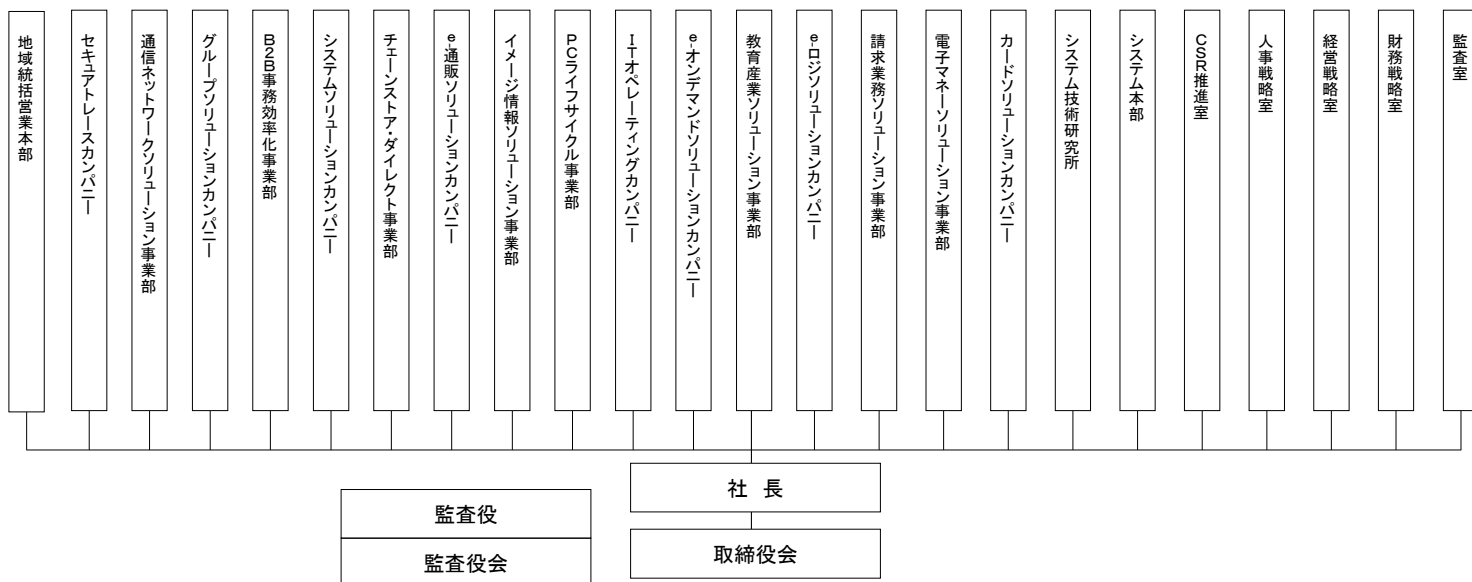 地域統括営業本部
セキュアトレースカンパニー
通信ネットワークソリューション事業部
グループソリューションカンパニー
B2B事務効率化事業部
システムソリューションカンパニー
チェーンストア・ダイレクト事業部
e-通販ソリューションカンパニー
イメージ情報ソリューション事業部
PCライフサイクル事業部
ITオペレーティングカンパニー
e-オンデマンドソリューションカンパニー
教育産業ソリューション事業部
e-ロジソリューションカンパニー
請求業務ソリューション事業部
電子マネーソリューション事業部
カードソリューションカンパニー
システム技術研究所
システム本部
CSR推進室
人事戦略室
経営戦略室
財務戦略室
監査室
社 長
監査役
監査役会
取締役会